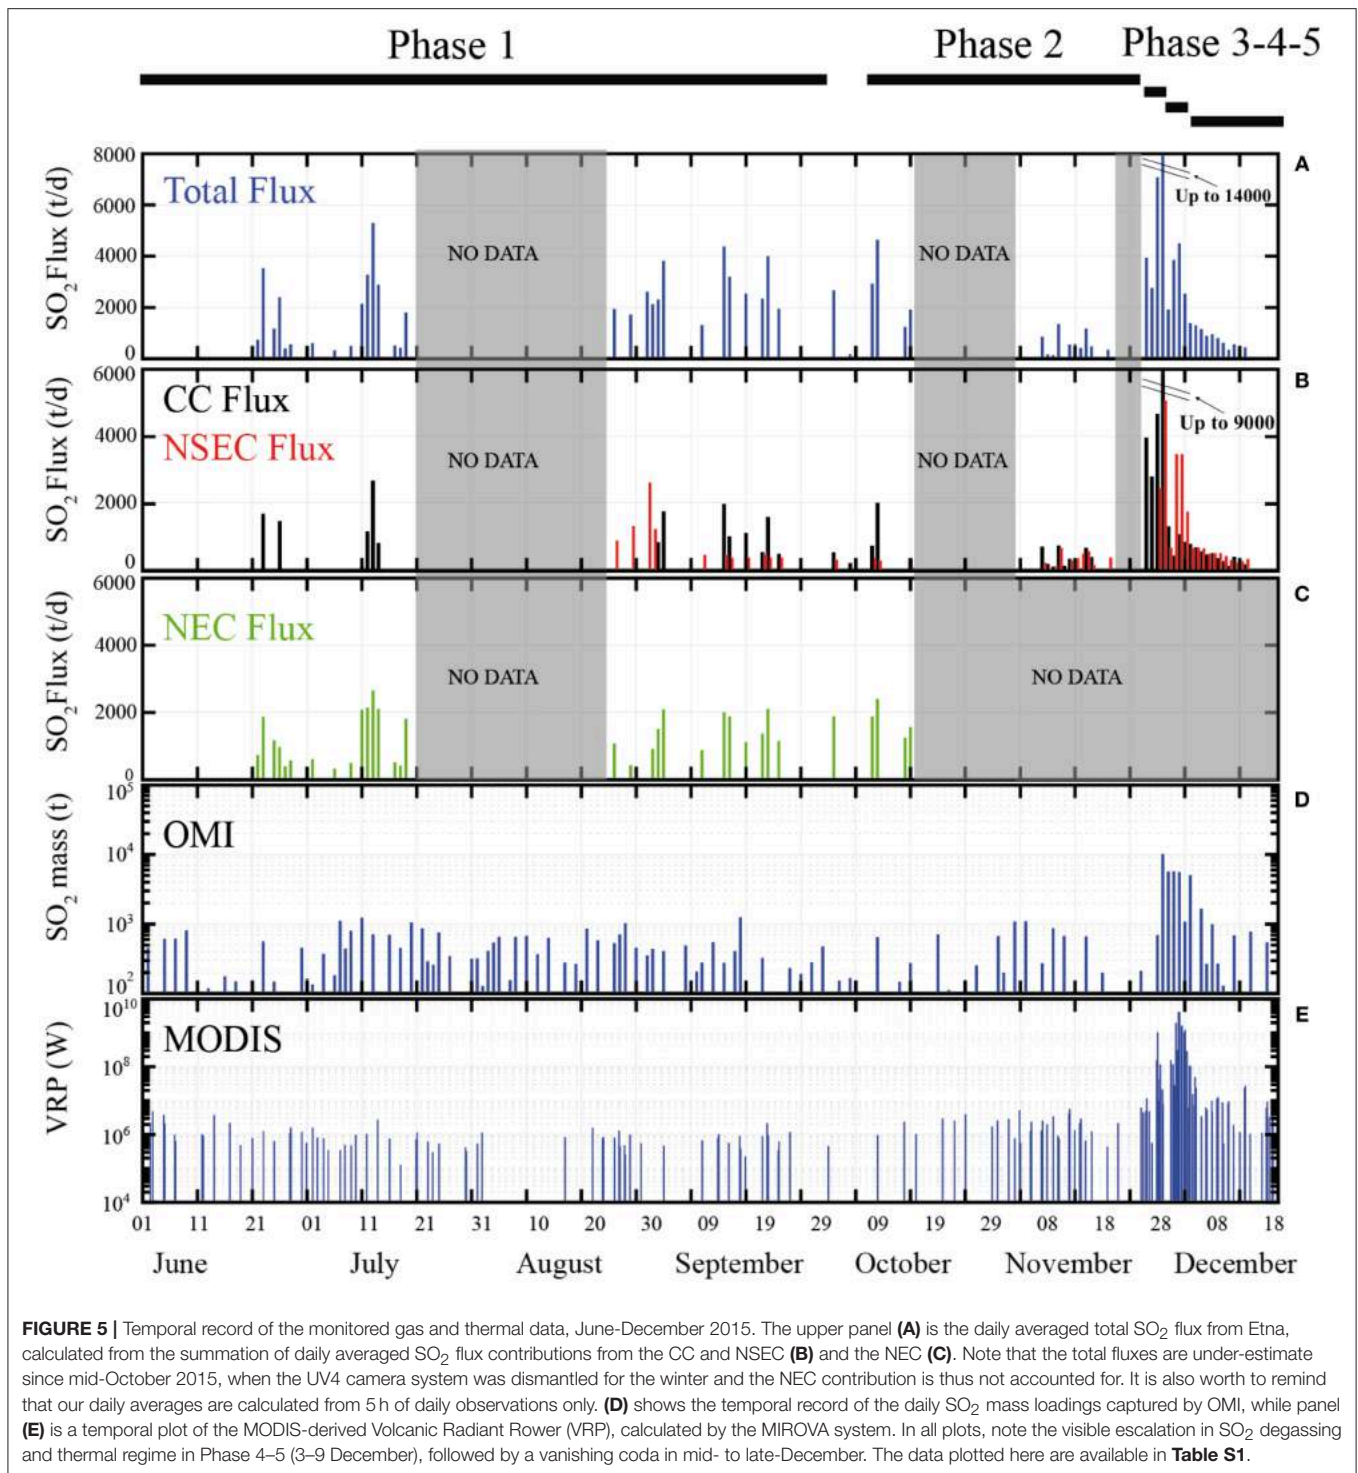 Phase 1
Phase 2
Phase 3-4-5
SO2Flux (t/d)
8000
6000
4000
2000
0
Total Flux
NO DATA
NO DATA
Up to 14000
A
SO2 Flux (t/d)
6000
4000
2000
0
CC Flux
NSEC Flux
NO DATA
NO DATA
Up to 9000
B
SO2Flux (t/d)
6000
4000
2000
0
NEC Flux
NO DATA
NO DATA
C
SO2 mass (t)
10^5
10^4
10^3
10^2
OMI
D
VRP (W)
10^10
10^8
10^6
10^4
MODIS
E
01 11 21 01 11 21 31 10 20 30 09 19 29 09 19 29 08 18 28 08 18
June July August September October November December
FIGURE 5 | Temporal record of the monitored gas and thermal data, June-December 2015. The upper panel (A) is the daily averaged total SO2 flux from Etna,
calculated from the summation of daily averaged SO2 flux contributions from the CC and NSEC (B) and the NEC (C). Note that the total fluxes are under-estimate
since mid-October 2015, when the UV4 camera system was dismantled for the winter and the NEC contribution is thus not accounted for. It is also worth to remind
that our daily averages are calculated from 5 h of daily observations only. (D) shows the temporal record of the daily SO2 mass loadings captured by OMI, while panel
(E) is a temporal plot of the MODIS-derived Volcanic Radiant Rower (VRP), calculated by the MIROVA system. In all plots, note the visible escalation in SO2 degassing
and thermal regime in Phase 4–5 (3–9 December), followed by a vanishing coda in mid- to late-December. The data plotted here are available in Table S1.